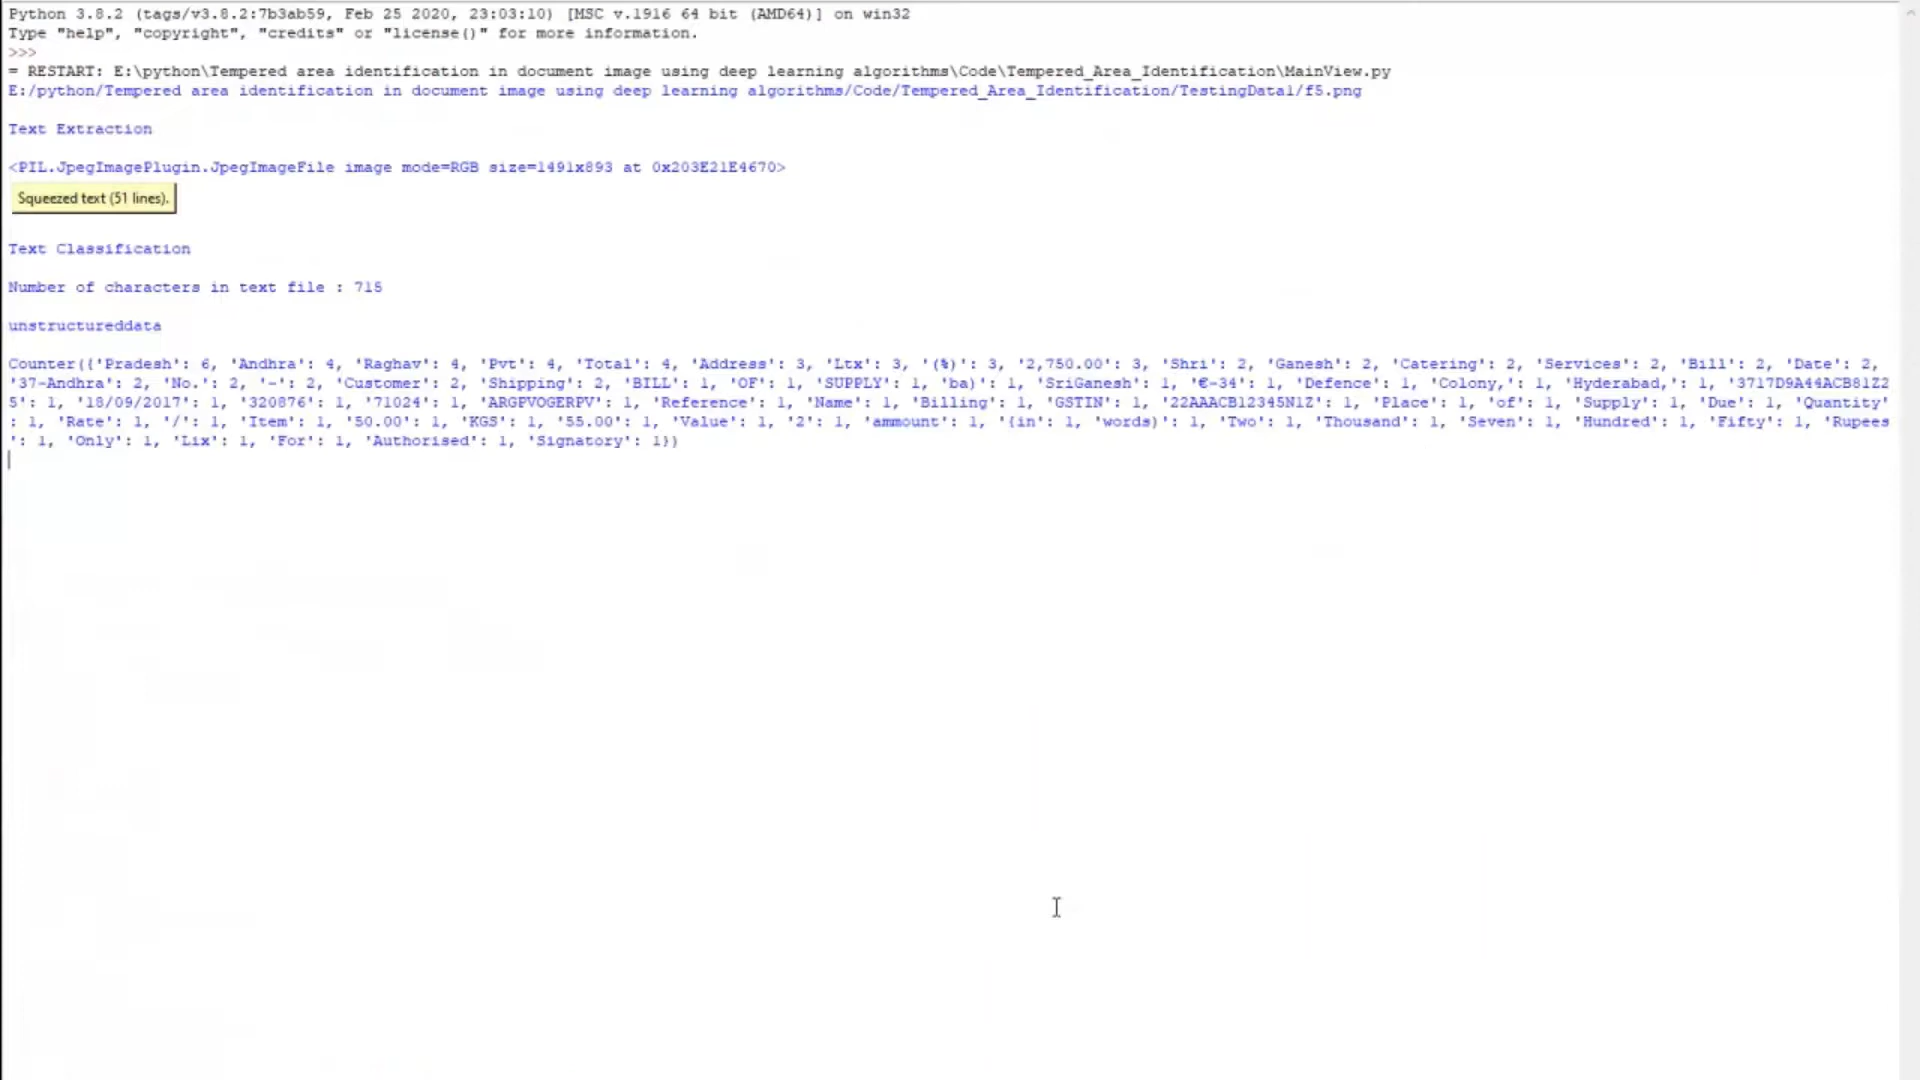 Python 3.8.2 (tags/v3.8.2:7b3ab59, Feb 25 2020, 23:03:10) [MSC v.1916 64 bit (AMD64)] on win32
Type "help", "copyright", "credits" or "license()" for more information.
>>>
= RESTART: E:\python\Tempered area identification in document image using deep learning algorithms\Code\Tempered_Area_Identification\MainView.py
E:/python/Tempered area identification in document image using deep learning algorithms/Code/Tempered_Area_Identification/TestingData1/f5.png
Text Extraction
<PIL.JpegImagePlugin.JpegImageFile image mode=RGB size=1491x893 at 0x203E21E4670>
Squeezed text (51 lines).
Text Classification
Number of characters in text file : 715
unstructureddata
Counter({'Pradesh': 6, 'Andhra': 4, 'Raghav': 4, 'Pvt': 4, 'Total': 4, 'Address': 3, 'Ltx': 3, '(%)': 3, '2,750.00': 3, 'Shri': 2, 'Ganesh': 2, 'Catering': 2, 'Services': 2, 'Bill': 2, 'Date': 2,
'37-Andhra': 2, 'No.': 2, '-': 2, 'Customer': 2, 'Shipping': 2, 'BILL': 1, 'OF': 1, 'SUPPLY': 1, 'ba)': 1, 'SriGanesh': 1, '€-34': 1, 'Defence': 1, 'Colony,': 1, 'Hyderabad,': 1, '3717D9A44ACB81Z2
5': 1, '18/09/2017': 1, '320876': 1, '71024': 1, 'ARGPVOGERPV': 1, 'Reference': 1, 'Name': 1, 'Billing': 1, 'GSTIN': 1, '22AAACB12345N1Z': 1, 'Place': 1, 'of': 1, 'Supply': 1, 'Due': 1, 'Quantity'
: 1, 'Rate': 1, '/': 1, 'Item': 1, '50.00': 1, 'KGS': 1, '55.00': 1, 'Value': 1, '2': 1, 'ammount': 1, '{in': 1, 'words)': 1, 'Two': 1, 'Thousand': 1, 'Seven': 1, 'Hundred': 1, 'Fifty': 1, 'Rupees
': 1, 'Only': 1, 'Lix': 1, 'For': 1, 'Authorised': 1, 'Signatory': 1})